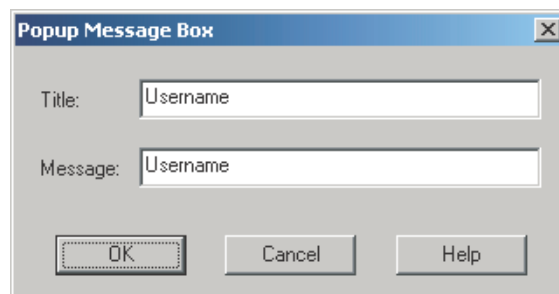 Popup Message Box
Title: Username
Message: Username
OK Cancel Help